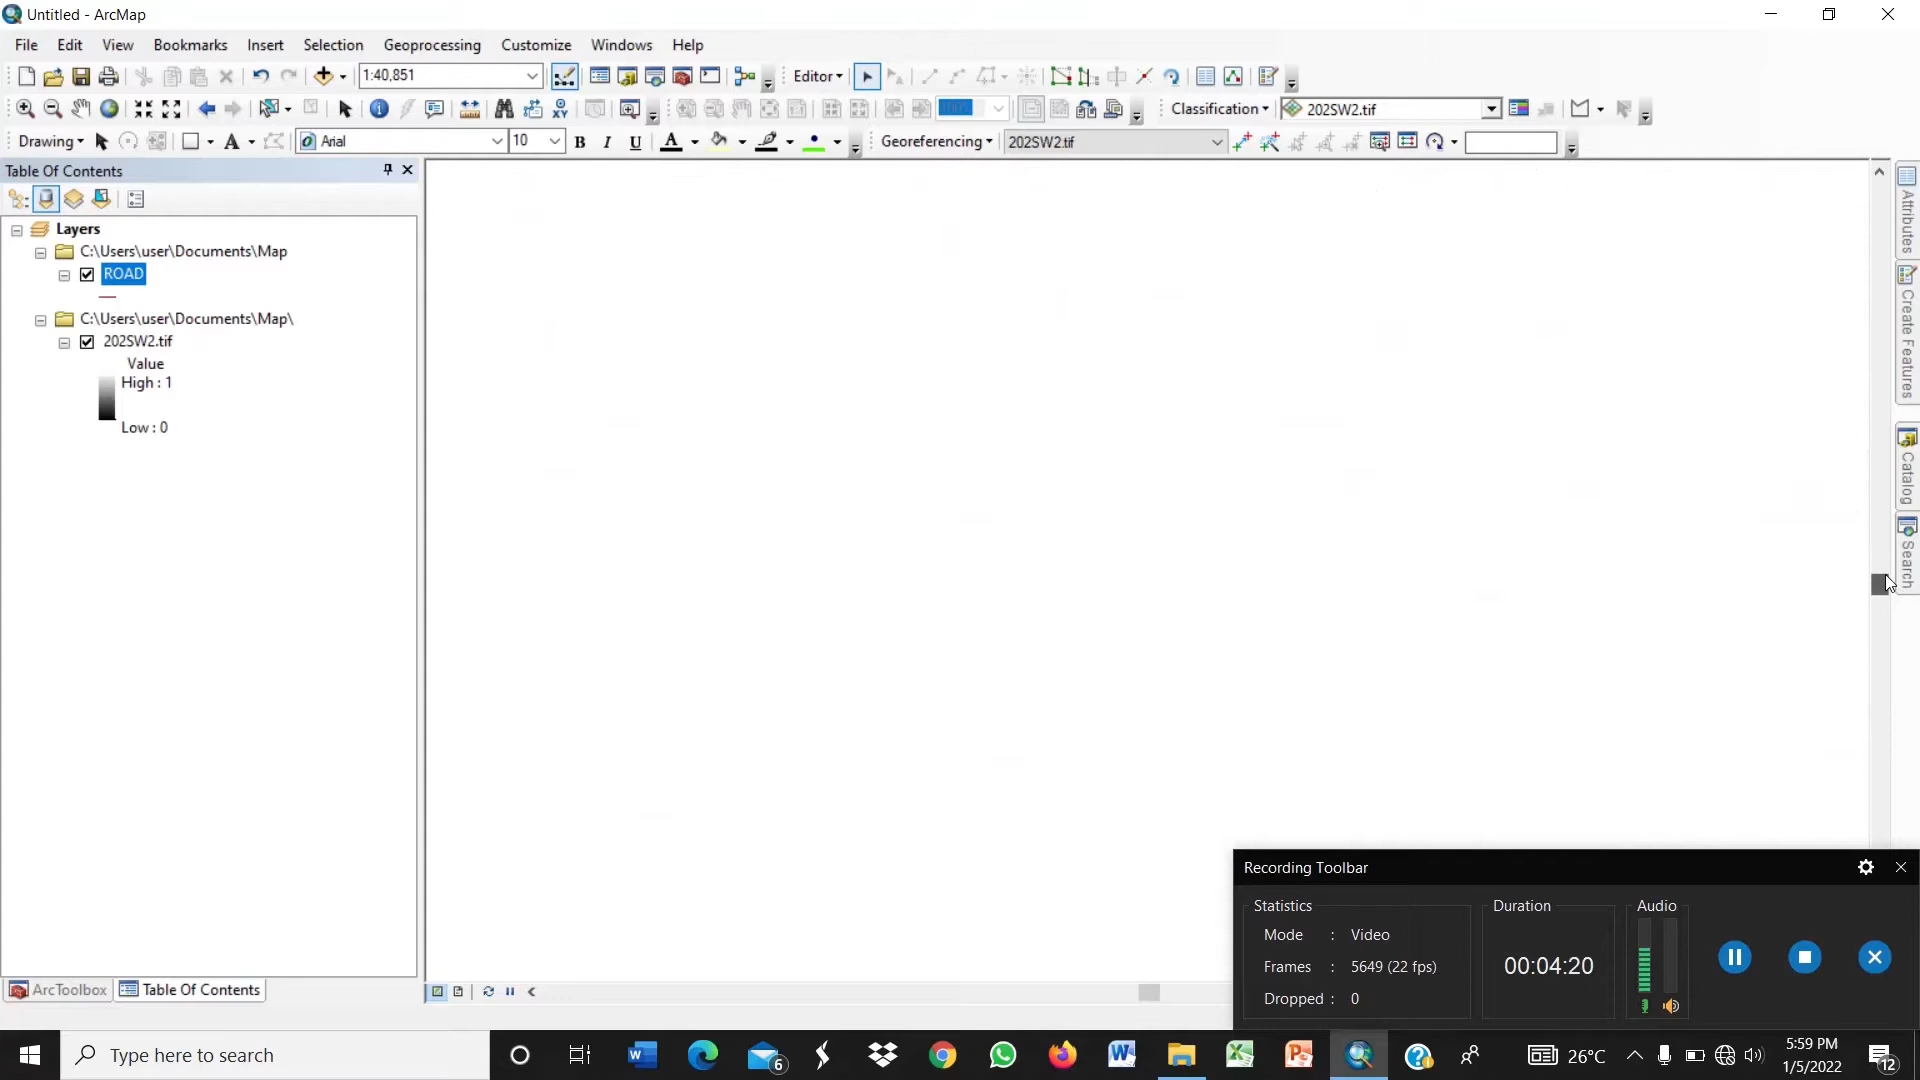 Untitled - ArcMap
File Edit View Bookmarks Insert Selection Geoprocessing Customize Windows Help
1:40,851 Editor
Classification 202SW2.tif
Drawing A Arial 10 B I U A Georeferencing 202SW2.tif
Table Of Contents
Layers
C:\Users\user\Documents\Map
ROAD
C:\Users\user\Documents\Map\
202SW2.tif
Value
High : 1
Low : 0
Attributes
Create Features
Catalog
Search
Recording Toolbar
Statistics Duration Audio
Mode : Video
Frames : 5649 (22 fps)
00:04:20
Dropped : 0
ArcToolbox Table Of Contents
Type here to search
6
26°C
5:59 PM
1/5/2022
12